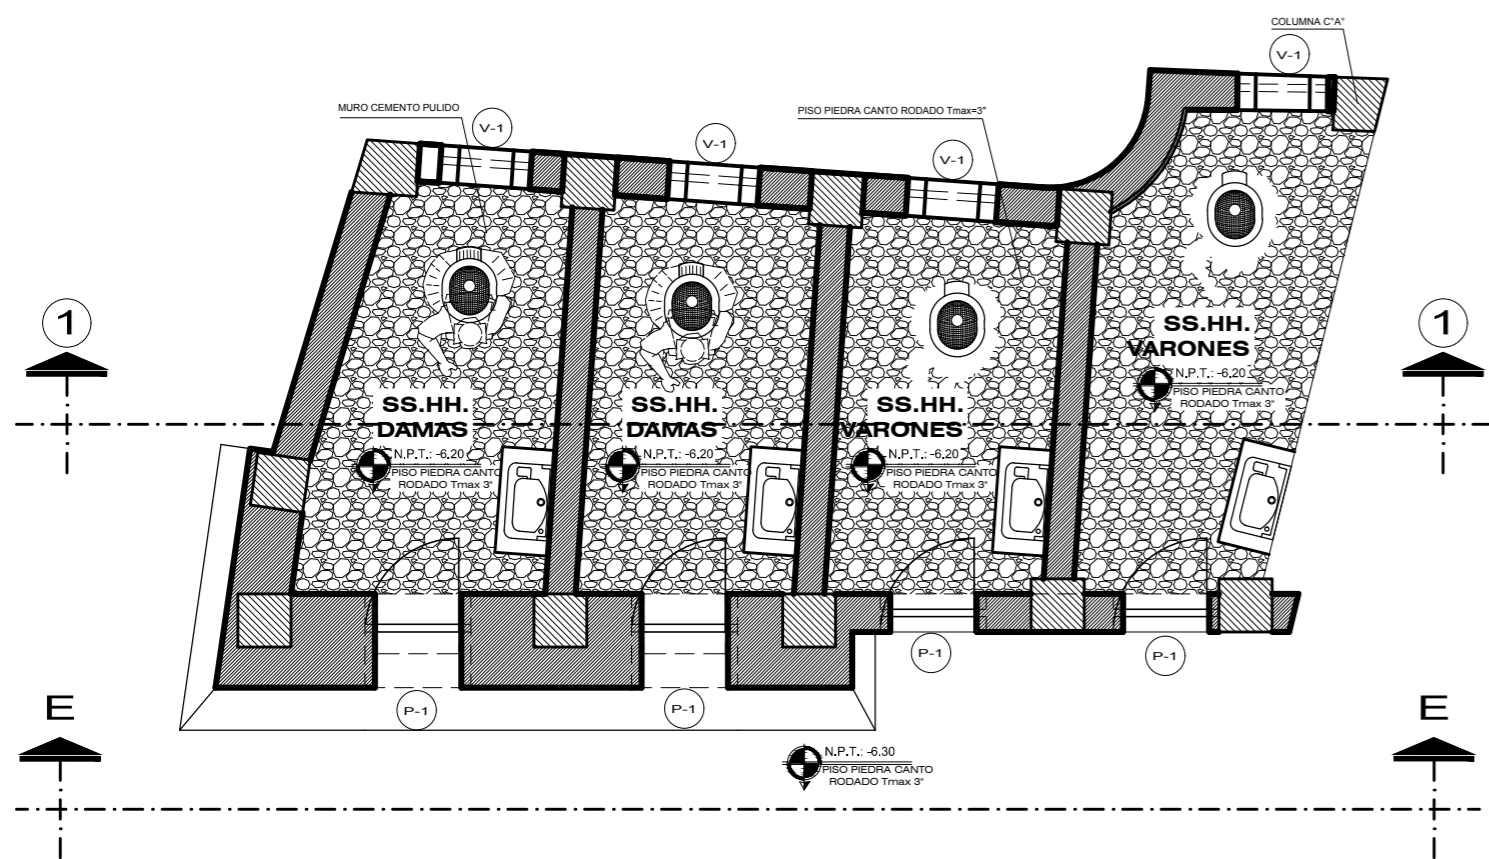 COLUMNA C"A"
V-1
MURO CEMENTO PULIDO
PISO PIEDRA CANTO RODADO Tmax=3"
V-1
V-1
V-1
1
1
SS.HH.
DAMAS
N.P.T.: -6.20
PISO PIEDRA CANTO
RODADO Tmax 3"
SS.HH.
DAMAS
N.P.T.: -6.20
PISO PIEDRA CANTO
RODADO Tmax 3"
SS.HH.
VARONES
N.P.T.: -6.20
PISO PIEDRA CANTO
RODADO Tmax 3"
SS.HH.
VARONES
N.P.T.: -6.20
PISO PIEDRA CANTO
RODADO Tmax 3"
P-1
P-1
P-1
P-1
E
E
N.P.T.: -6.30
PISO PIEDRA CANTO
RODADO Tmax 3"